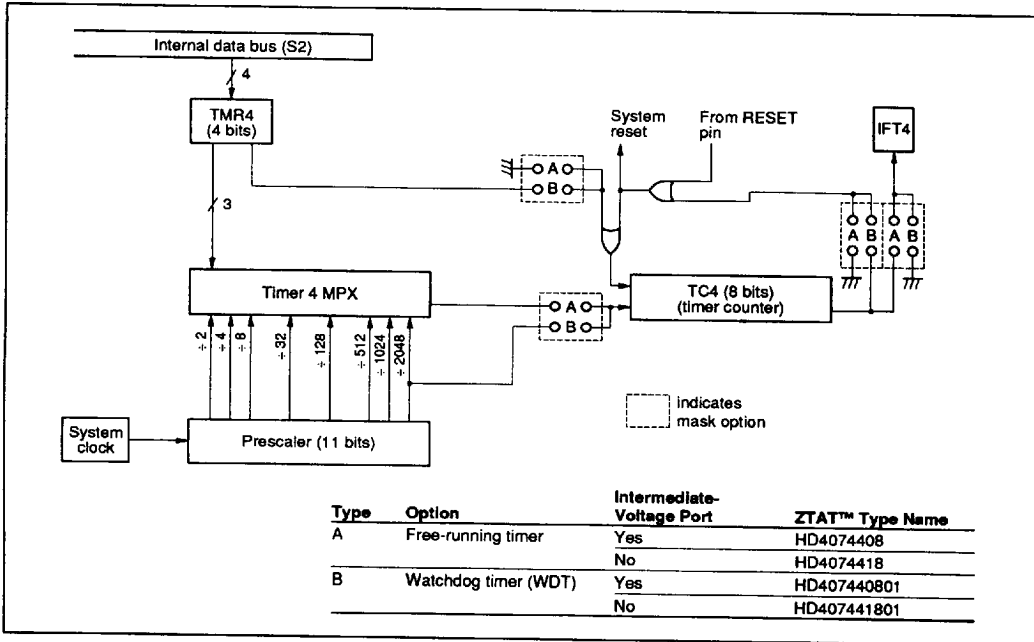 Internal data bus (S2)
4
TMR4
(4 bits)
System
reset
From RESET
pin
IFT4
A
B
3
A B A B
Timer 4 MPX
A
B
TC4 (8 bits)
(timer counter)
÷ 2
÷ 4
÷ 8
÷ 32
÷ 128
÷ 512
÷ 1024
÷ 2048
indicates
mask option
System
clock
Prescaler (11 bits)
Type Option Intermediate-
Voltage Port ZTAT™ Type Name
A Free-running timer Yes HD4074408
No HD4074418
B Watchdog timer (WDT) Yes HD407440801
No HD407441801